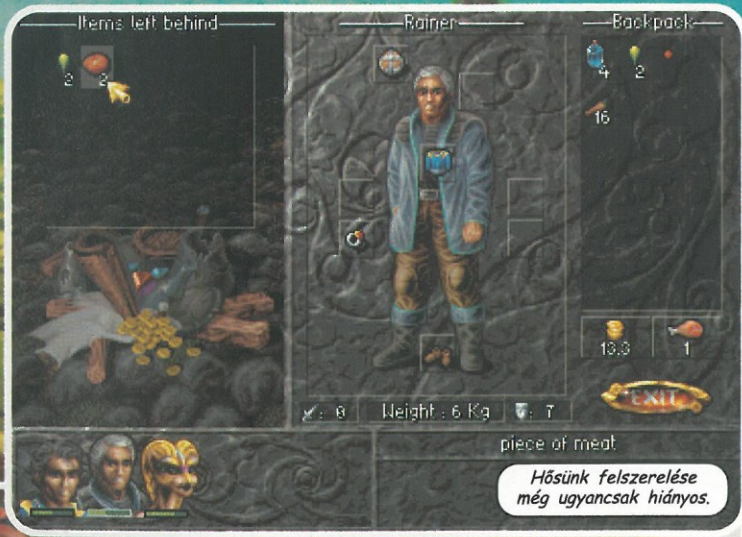 Items left behind
Rainer
Backpack
2
2
4
2
16
13,3
1
EXIT
: 0
Weight : 6 Kg
: 7
piece of meat
Hősünk felszerelése
még ugyancsak hiányos.